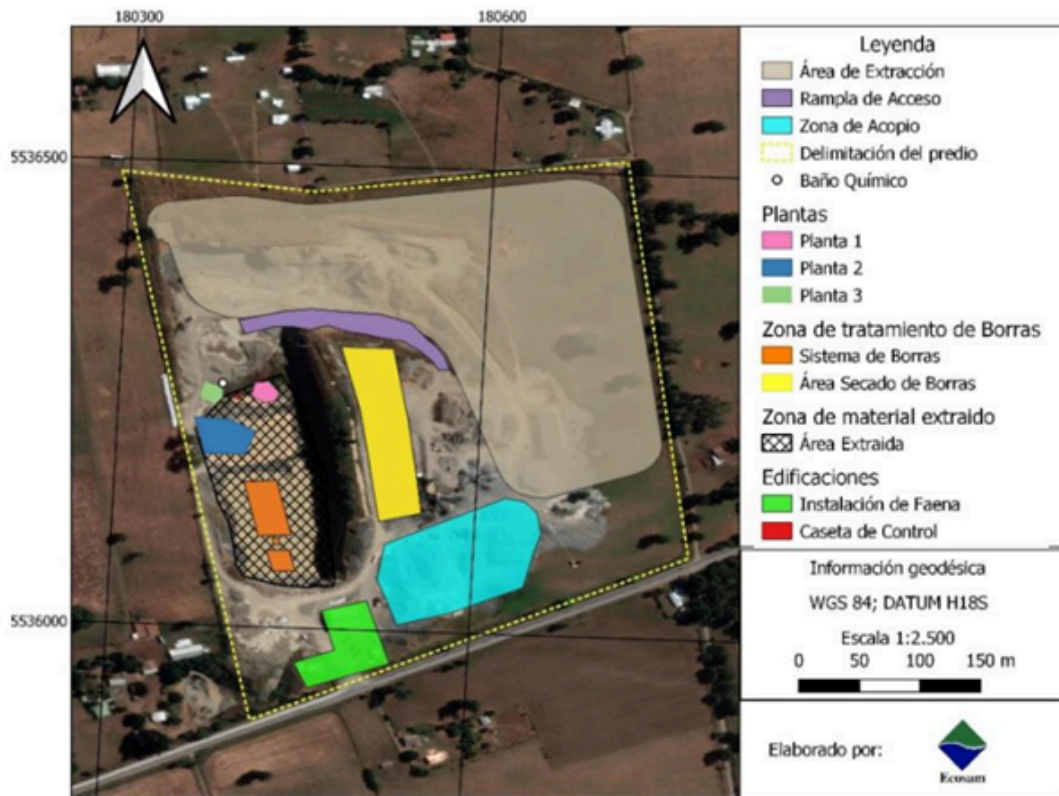 180300
180600
5536500
5536000
Leyenda
Área de Extracción
Rampla de Acceso
Zona de Acopio
Delimitación del predio
Baño Químico
Plantas
Planta 1
Planta 2
Planta 3
Zona de tratamiento de Borras
Sistema de Borras
Área Secado de Borras
Zona de material extraido
Área Extraida
Edificaciones
Instalación de Faena
Caseta de Control
Información geodésica
WGS 84; DATUM H18S
Escala 1:2.500
0 50 100 150 m
Elaborado por:
Ecosam